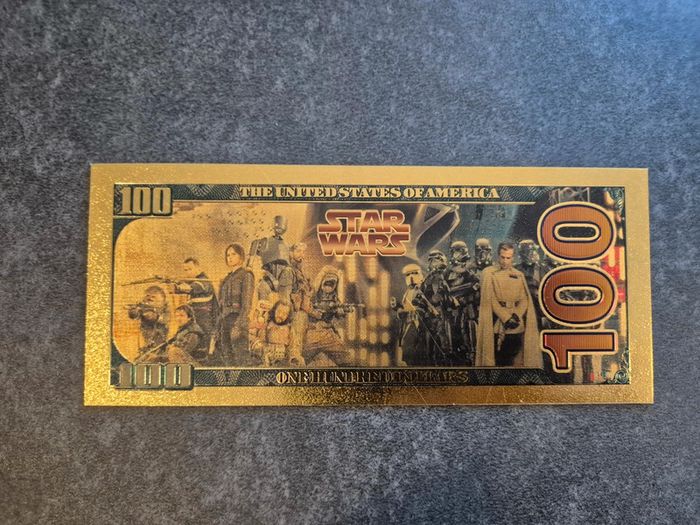 100
THE UNITED STATES OF AMERICA
STAR
WARS
100
100
ONE HUNDRED DOLLARS